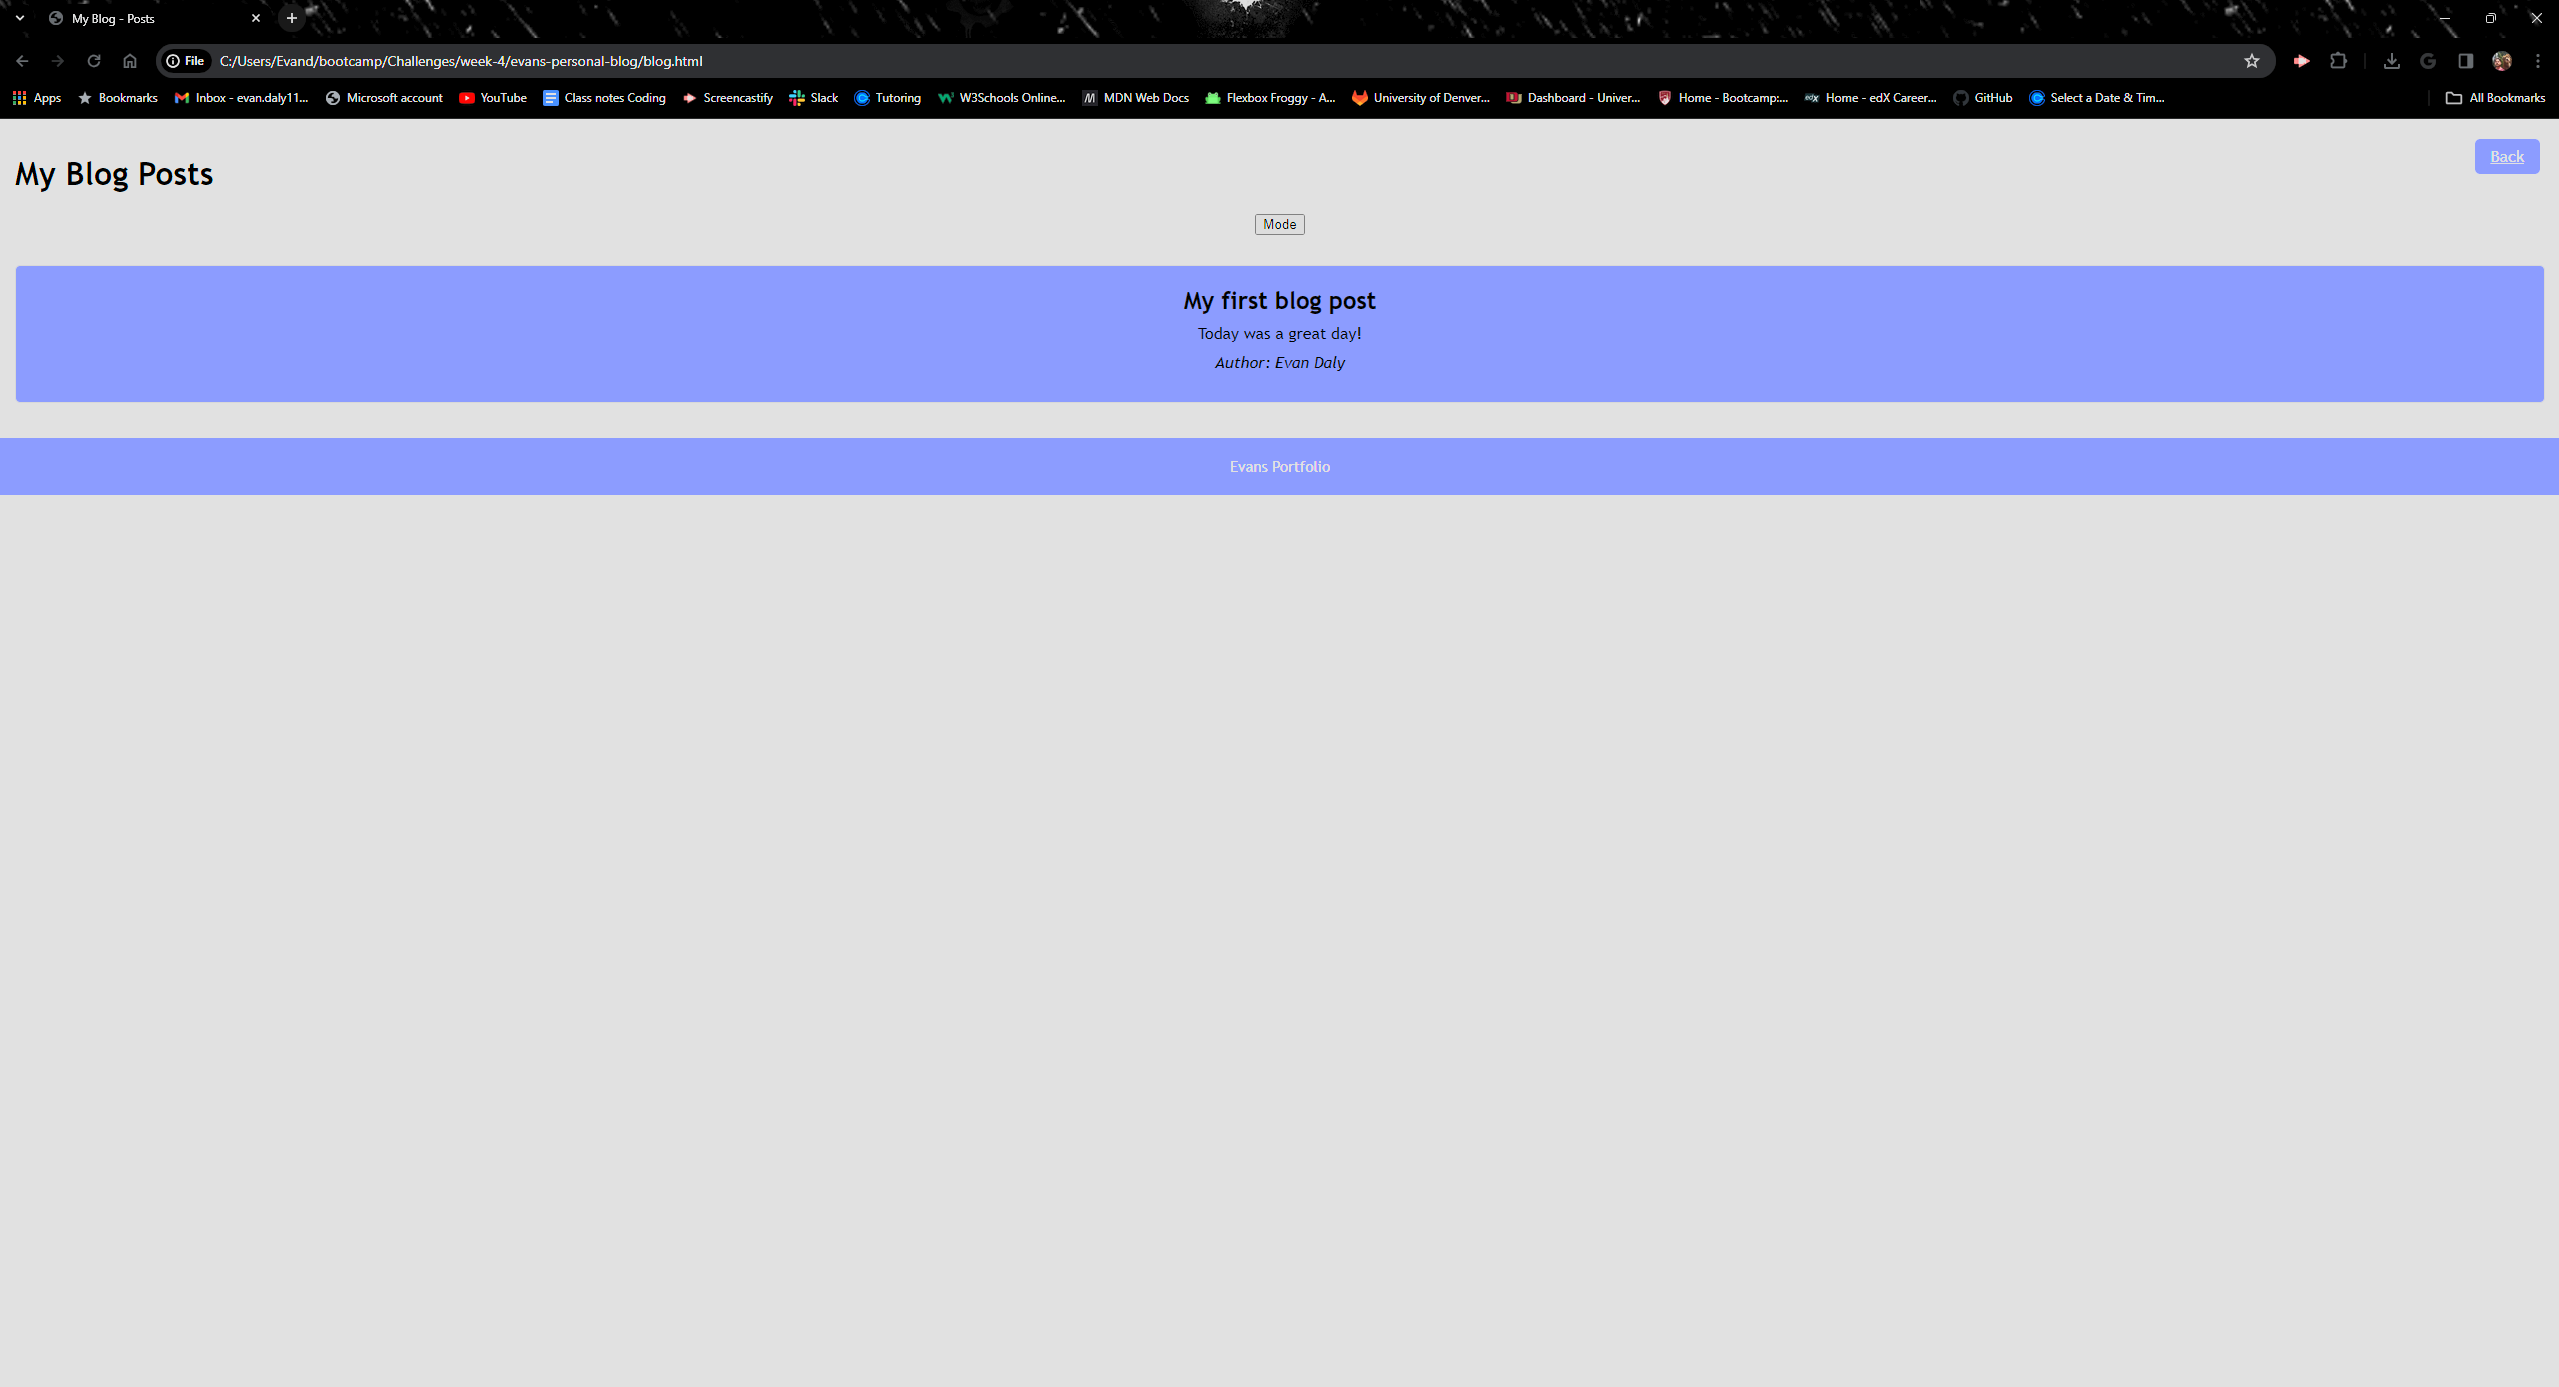 My Blog - Posts
File C:/Users/Evand/bootcamp/Challenges/week-4/evans-personal-blog/blog.html
Apps Bookmarks Inbox - evan.daly11... Microsoft account YouTube Class notes Coding Screencastify Slack Tutoring W3Schools Online... MDN Web Docs Flexbox Froggy - A... University of Denver... Dashboard - Univer... Home - Bootcamp:... edX Home - edX Career... GitHub Select a Date & Tim... All Bookmarks
Back
My Blog Posts
Mode
My first blog post
Today was a great day!
Author: Evan Daly
Evans Portfolio